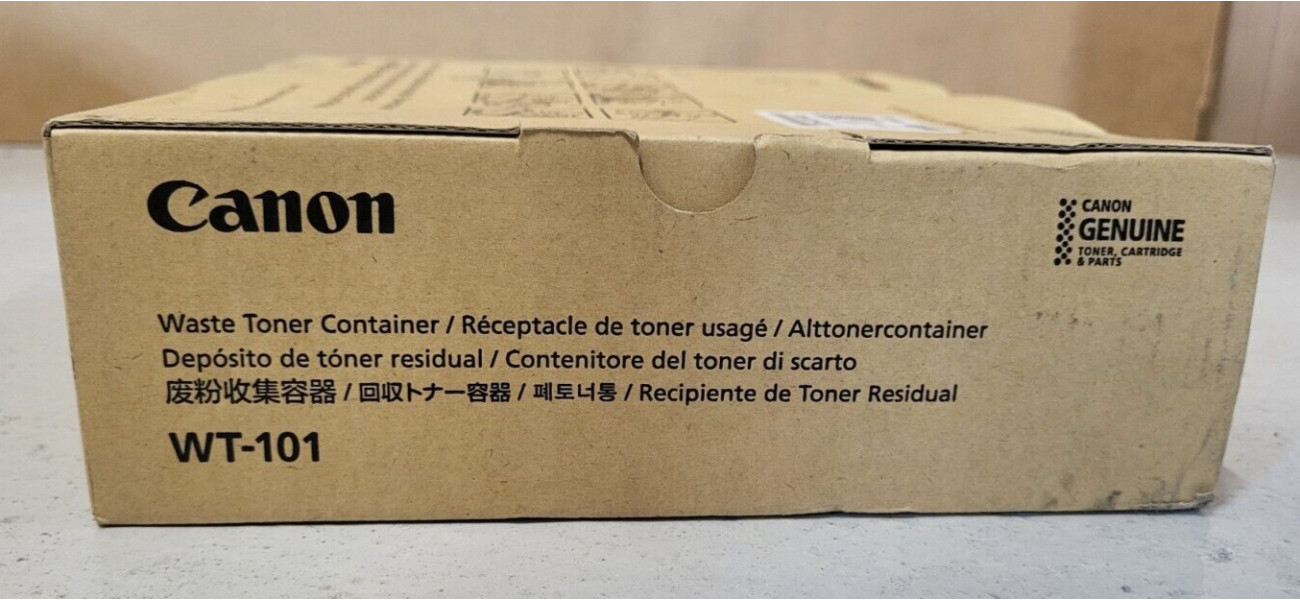 Canon
CANON
GENUINE
TONER, CARTRIDGE
& PARTS
Waste Toner Container / Réceptacle de toner usagé / Alttonercontainer
Depósito de tóner residual / Contenitore del toner di scarto
废粉收集容器 / 回収トナー容器 / 폐토너통 / Recipiente de Toner Residual
WT-101